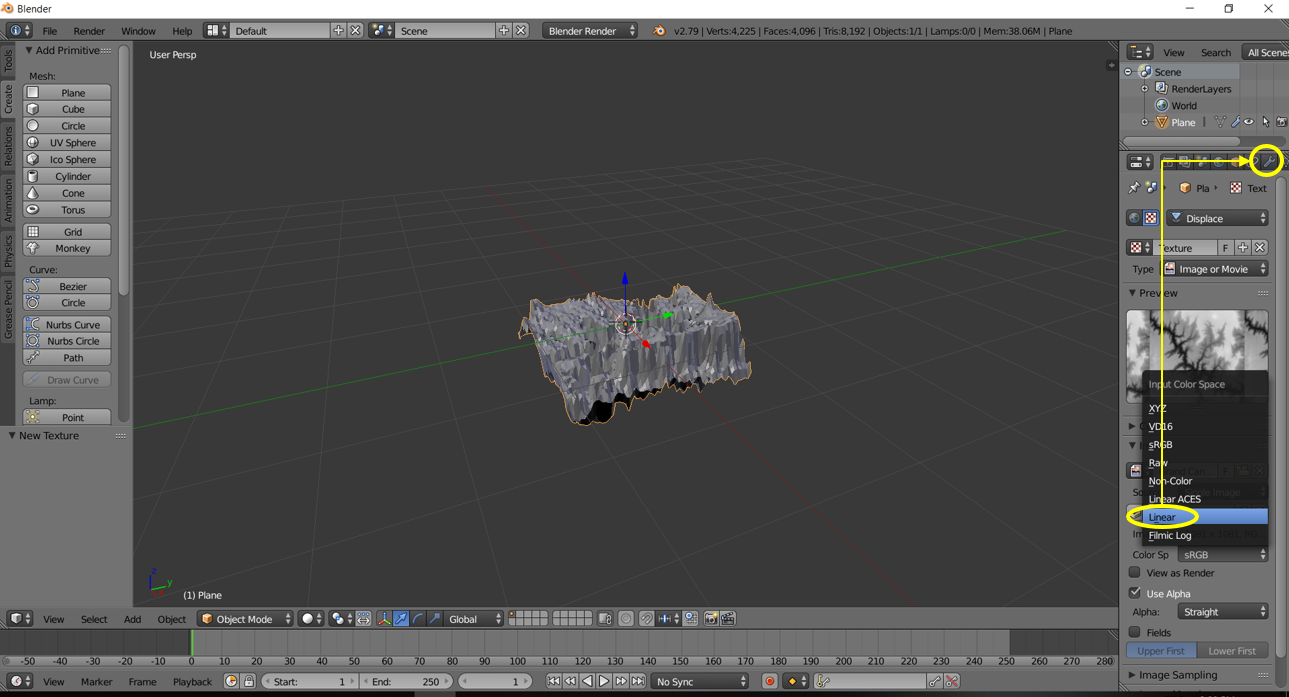 Blender
File Render Window Help Default Scene Blender Render v2.79 | Verts:4,225 | Faces:4,096 | Tris:8,192 | Objects:1/1 | Lamps:0/0 | Mem:38.06M | Plane
Tools
Create
Relations
Animation
Physics
Grease Pencil
Add Primitive
Mesh:
Plane
Cube
Circle
UV Sphere
Ico Sphere
Cylinder
Cone
Torus
Grid
Monkey
Curve:
Bezier
Circle
Nurbs Curve
Nurbs Circle
Path
Draw Curve
Lamp:
Point
New Texture
User Persp
z
y
(1) Plane
View Search All Scenes
Scene
RenderLayers
World
Plane
Pla Text
Displace
Texture F
Type Image or Movie
Preview
Input Color Space
XYZ
VD16
sRGB
Raw
Non-Color
Linear ACES
Linear
Filmic Log
Color Sp sRGB
View as Render
Use Alpha
Alpha: Straight
Fields
Upper First Lower First
Image Sampling
View Select Add Object Object Mode Global
-50 -40 -30 -20 -10 0 10 20 30 40 50 60 70 80 90 100 110 120 130 140 150 160 170 180 190 200 210 220 230 240 250 260 270 280
View Marker Frame Playback Start: 1 End: 250 1 No Sync